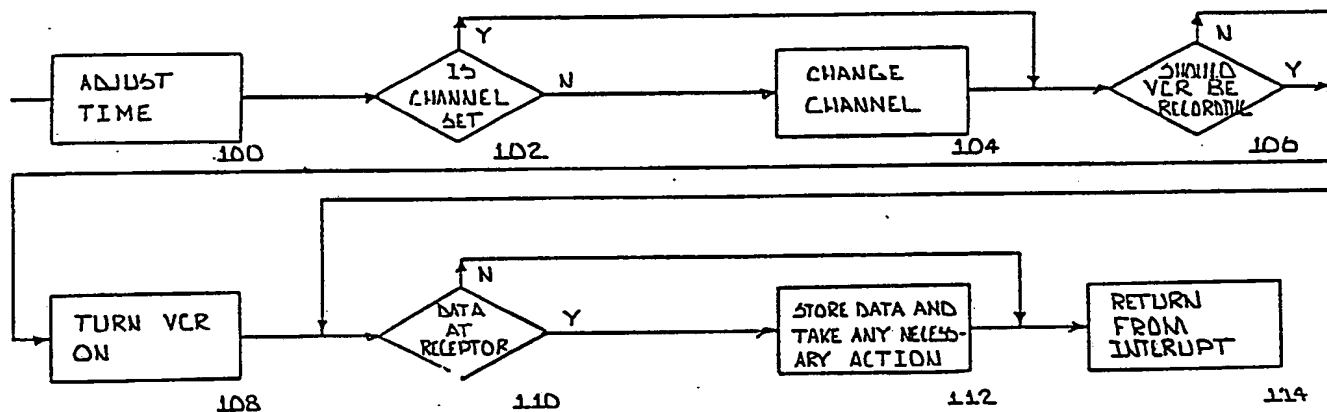 ADJUST
TIME
100
Y
IS
CHANNEL
SET
N
102
CHANGE
CHANNEL
104
N
SHOULD
VCR BE
RECORDING
Y
106
TURN VCR
ON
108
N
DATA
AT
RECEPTOR
Y
110
STORE DATA AND
TAKE ANY NECESS-
ARY ACTION
112
RETURN
FROM
INTERUPT
114